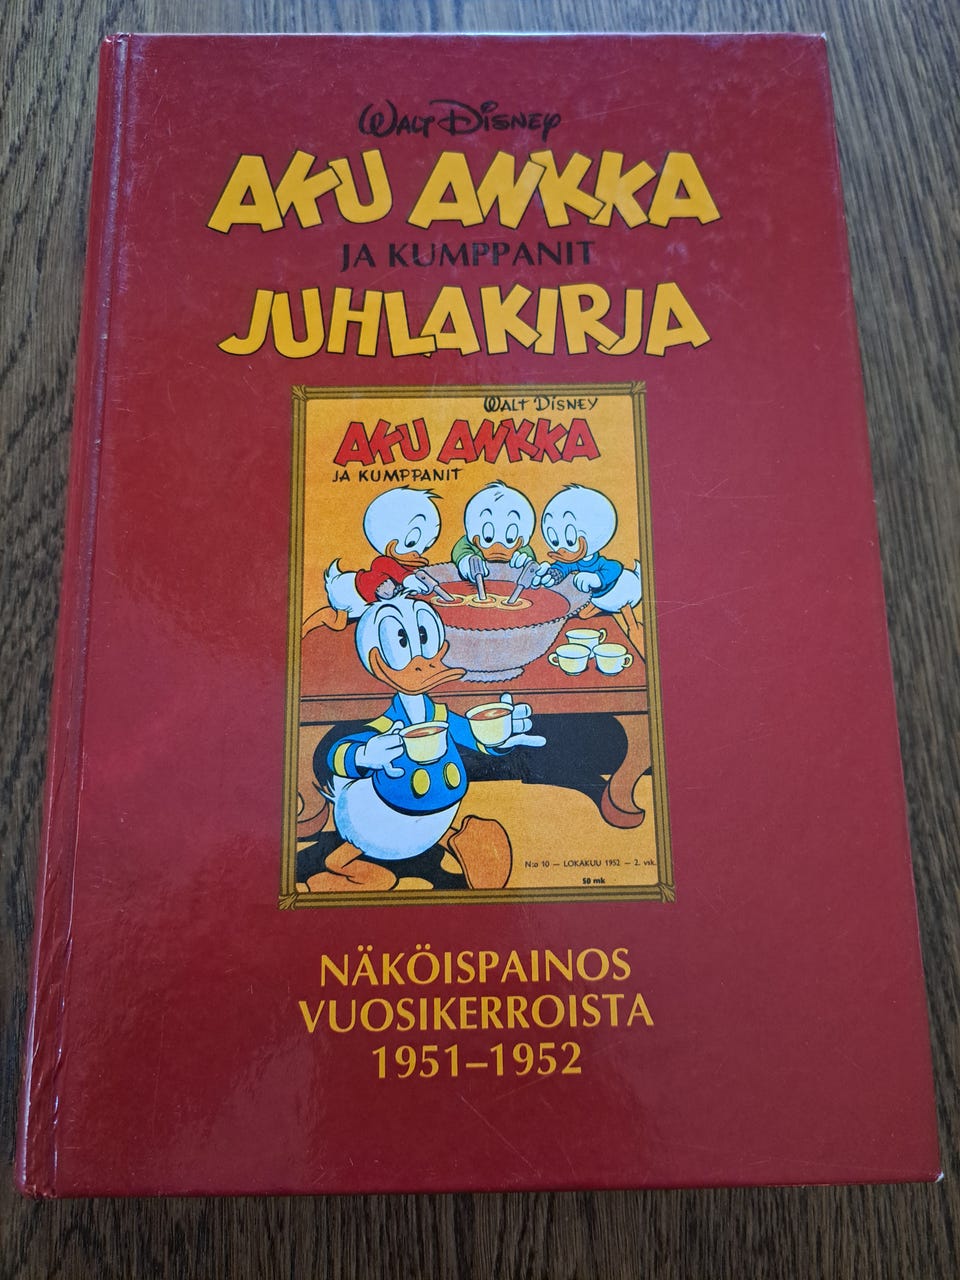 WALT DISNEY
AKU ANKKA
JA KUMPPANIT
JUHLAKIRJA
WALT DISNEY
AKU ANKKA
JA KUMPPANIT
N:o 10 — LOKAKUU 1952 — 2. vsk.
50 mk
NÄKÖISPAINOS
VUOSIKERROISTA
1951–1952